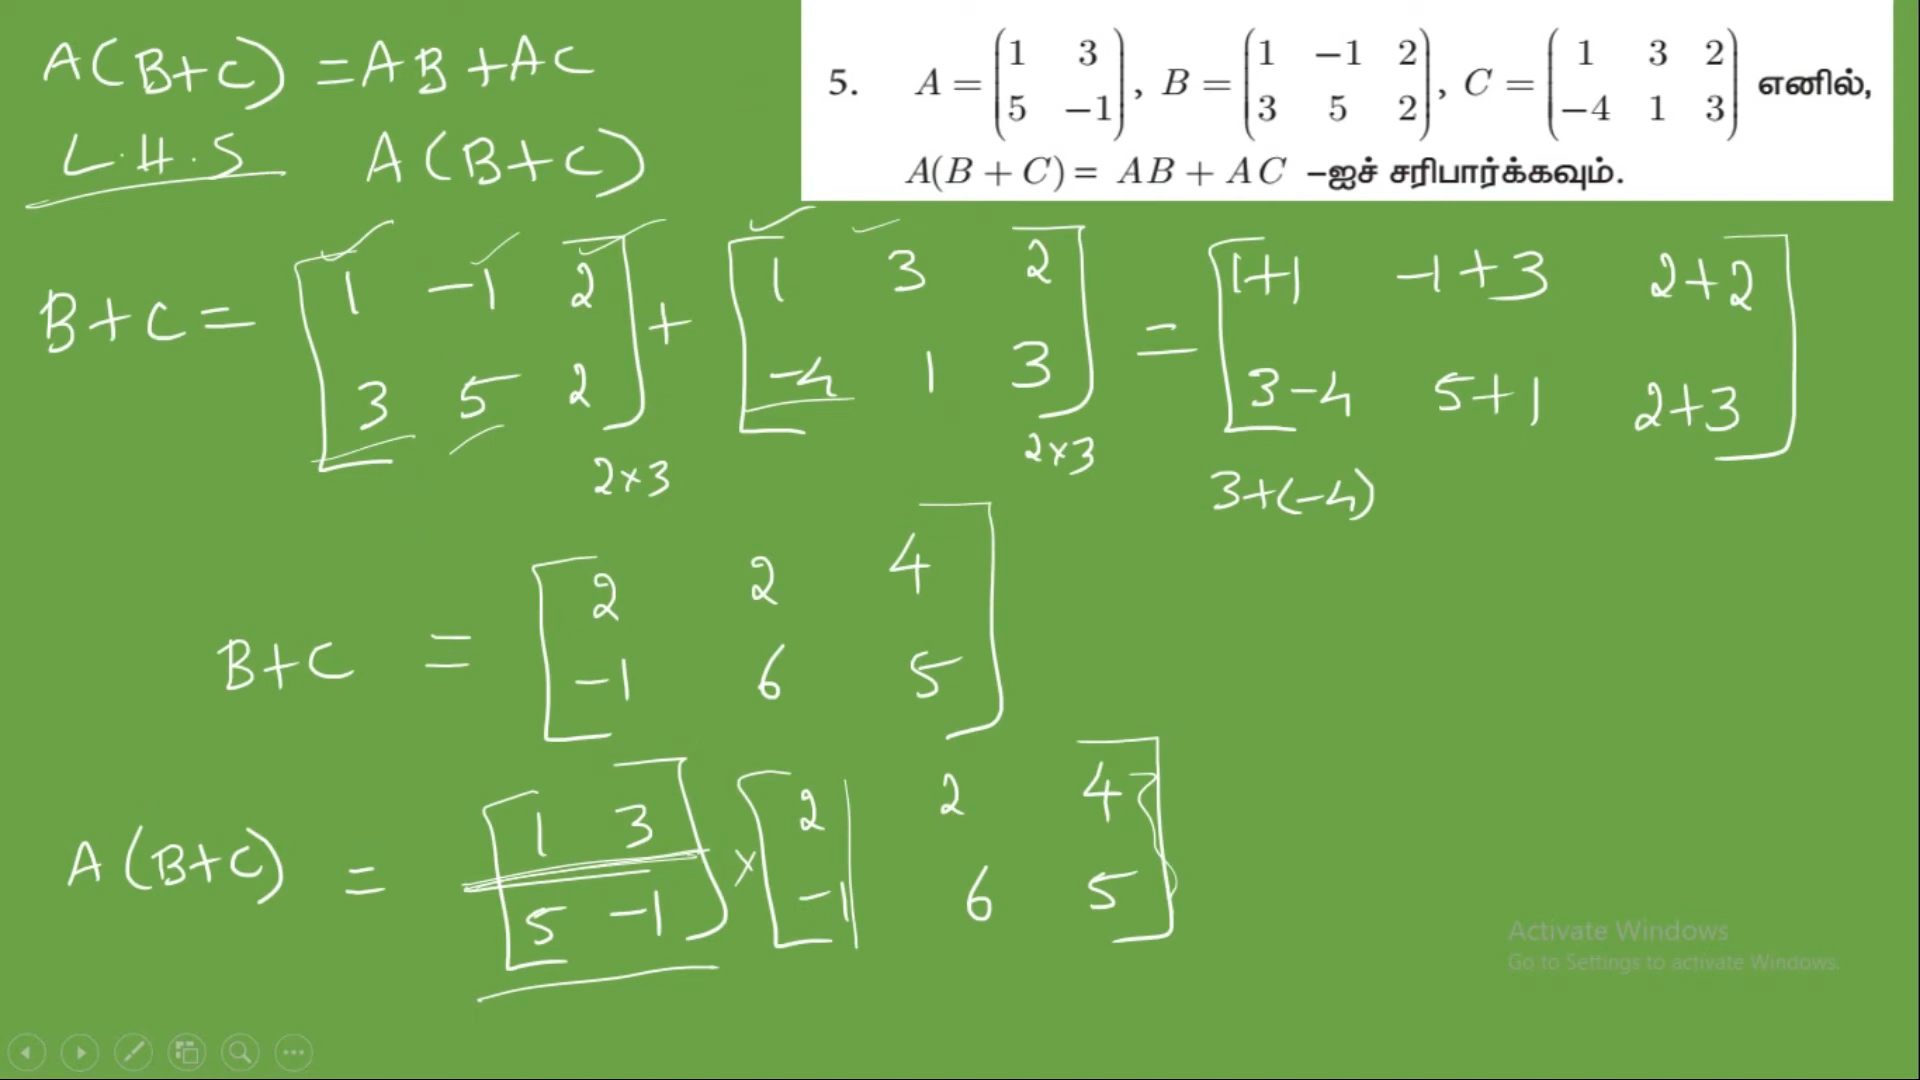 A(B+C) = AB+AC
L.H.S A(B+C)
5. A = (1 3 5 −1), B = (1 −1 2 3 5 2), C = (1 3 2 −4 1 3) எனில்,
A(B + C) = AB + AC −ஐச் சரிபார்க்கவும்.
B+C = [1 -1 2
3 5 2] 2×3 + [1 3 2
-4 1 3] 2×3 = [1+1 -1+3 2+2
3-4 5+1 2+3]
3+(-4)
B+C = [2 2 4
-1 6 5]
A(B+C) = [1 3
5 -1] × [2 2 4
-1 6 5]
Activate Windows
Go to Settings to activate Windows.